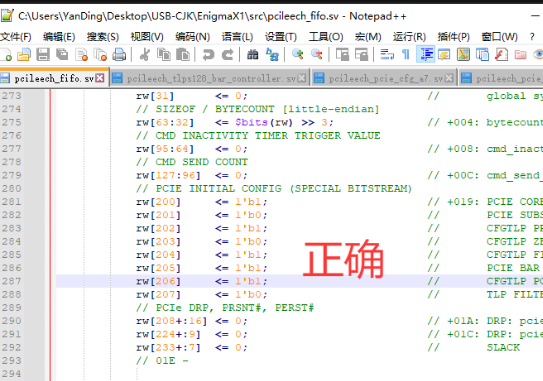 C:\Users\YanDing\Desktop\USB-CJK\EnigmaX1\src\pcileech_fifo.sv - Notepad++
文件(F) 编辑(E) 搜索(S) 视图(V) 编码(N) 语言(L) 设置(T) 工具(O) 宏(M) 运行(R) 插件(P) 窗口(W) ?
pcileech_fifo.sv pcileech_tlps128_bar_controller.sv pcileech_pcie_cfg_a7.sv pcileech_pcie
273 rw[31] <= 0; // global sy
274 // SIZEOF / BYTECOUNT [little-endian]
275 rw[63:32] <= $bits(rw) >> 3; // +004: bytecount
276 // CMD INACTIVITY TIMER TRIGGER VALUE
277 rw[95:64] <= 0; // +008: cmd_inact
278 // CMD SEND COUNT
279 rw[127:96] <= 0; // +00C: cmd_send_
280 // PCIE INITIAL CONFIG (SPECIAL BITSTREAM)
281 rw[200] <= 1'b1; // +019: PCIE CORE
282 rw[201] <= 1'b0; // PCIE SUBS
283 rw[202] <= 1'b1; // CFGTLP PR
284 rw[203] <= 1'b0; // CFGTLP ZE
285 rw[204] <= 1'b1; // CFGTLP FI
286 rw[205] <= 1'b1; // PCIE BAR
287 rw[206] <= 1'b1; // CFGTLP PC
288 rw[207] <= 1'b0; // TLP FILTE
正确
289 // PCIe DRP, PRSNT#, PERST#
290 rw[208+:16] <= 0; // +01A: DRP: pcie
291 rw[224+:9] <= 0; // +01C: DRP: pcie
292 rw[233+:7] <= 0; // SLACK
293 // 01E -
294